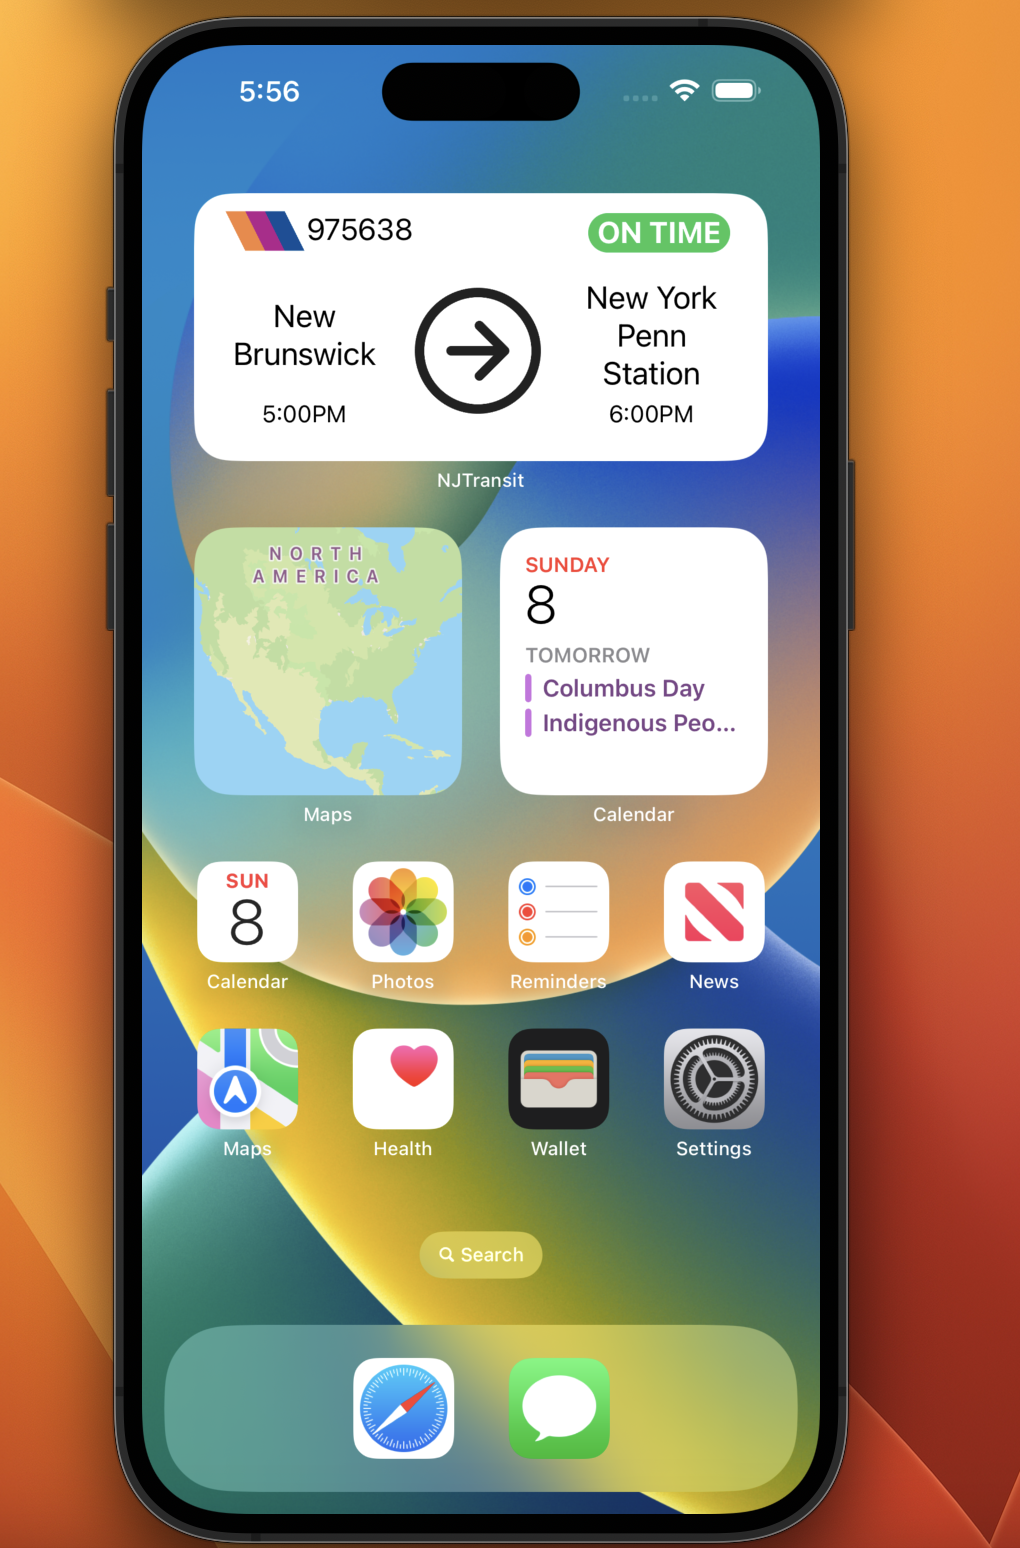 5:56
975638
ON TIME
New
Brunswick
5:00PM
New York
Penn
Station
6:00PM
NJTransit
NORTH
AMERICA
Maps
SUNDAY
8
TOMORROW
Columbus Day
Indigenous Peo...
Calendar
SUN
8
Calendar
Photos
Reminders
News
Maps
Health
Wallet
Settings
Search